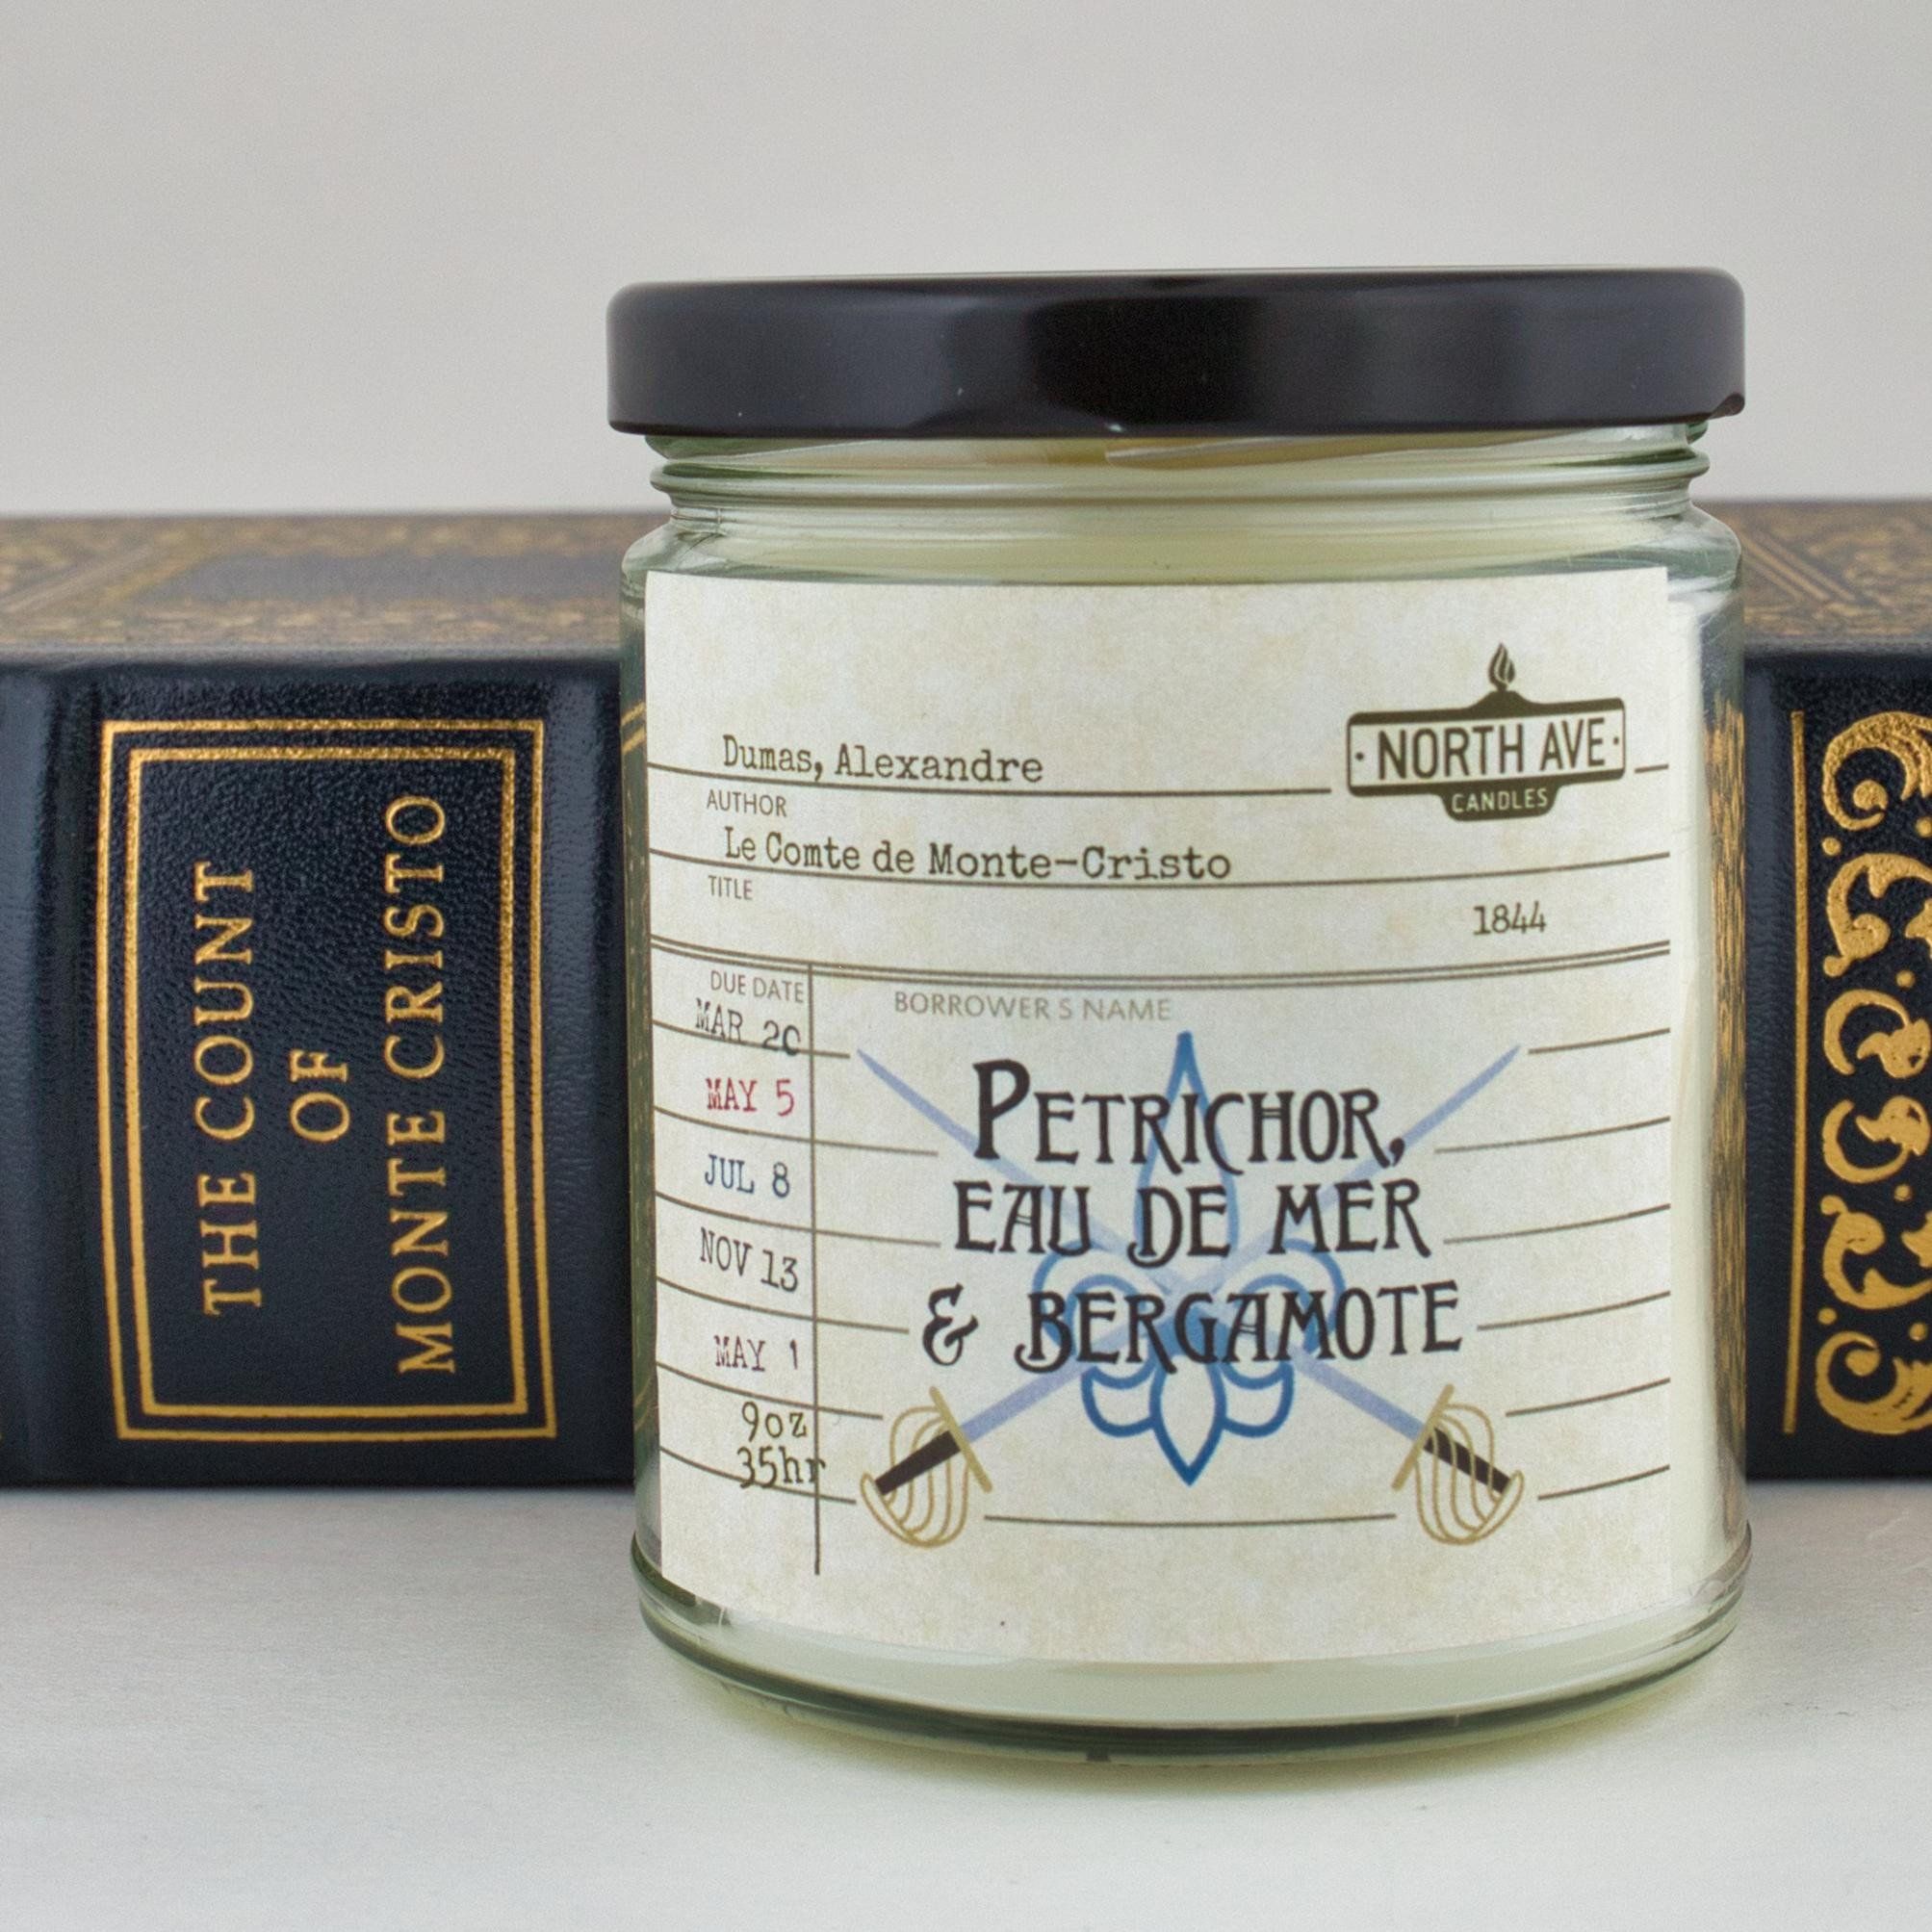 THE COUNT
OF
MONTE CRISTO
NORTH AVE
CANDLES
Dumas, Alexandre
AUTHOR
Le Comte de Monte-Cristo
TITLE
1844
DUE DATE
BORROWER S NAME
MAR 20
MAY 5
JUL 8
NOV 13
MAY 1
9oz
35hr
PETRICHOR,
EAU DE MER
& BERGAMOTE